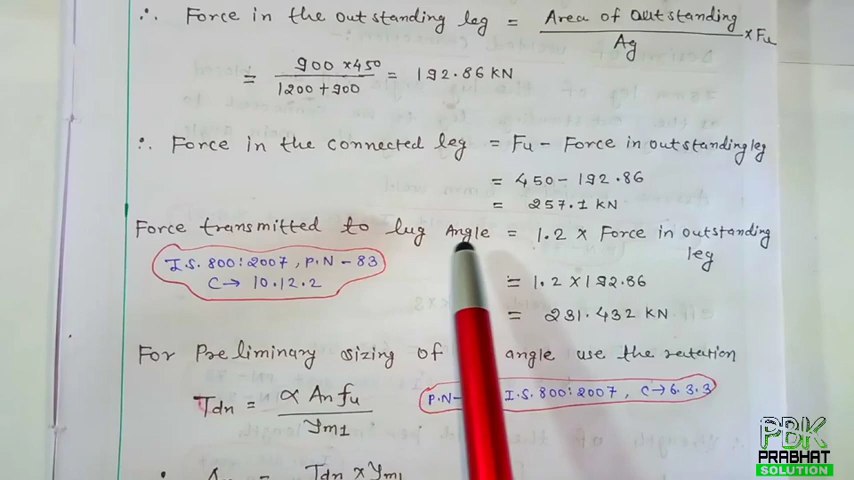 ∴ Force in the outstanding leg = Area of outstanding / Ag × Fu
= 900 × 450 / 1200 + 900 = 192.86 KN
∴ Force in the connected leg = Fu - Force in outstanding leg
= 450 - 192.86
= 257.1 KN
Force transmitted to lug Angle = 1.2 × Force in outstanding leg
I.S. 800:2007, P.N - 83
C → 10.12.2
= 1.2 × 192.86
= 231.432 KN
For Preliminary sizing of angle use the retation
Tdn = α An fu / γm1
P.N- I.S. 800:2007, C → 6.3.3
Tdn × γm1
PBK
PRABHAT
SOLUTION